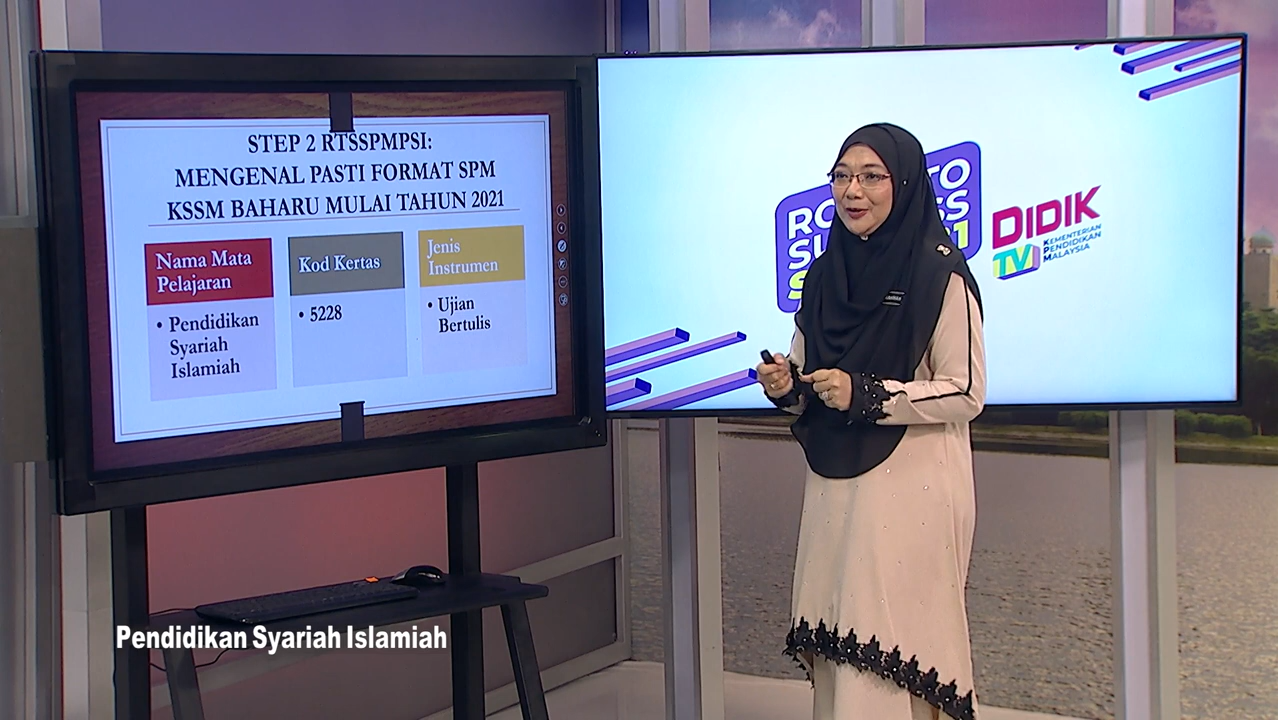 STEP 2 RTSSPMPSI:
MENGENAL PASTI FORMAT SPM
KSSM BAHARU MULAI TAHUN 2021
Nama Mata
Pelajaran
• Pendidikan
Syariah
Islamiah
Kod Kertas
• 5228
Jenis
Instrumen
• Ujian
Bertulis
DIDIK
TV
KEMENTERIAN
PENDIDIKAN
MALAYSIA
Pendidikan Syariah Islamiah